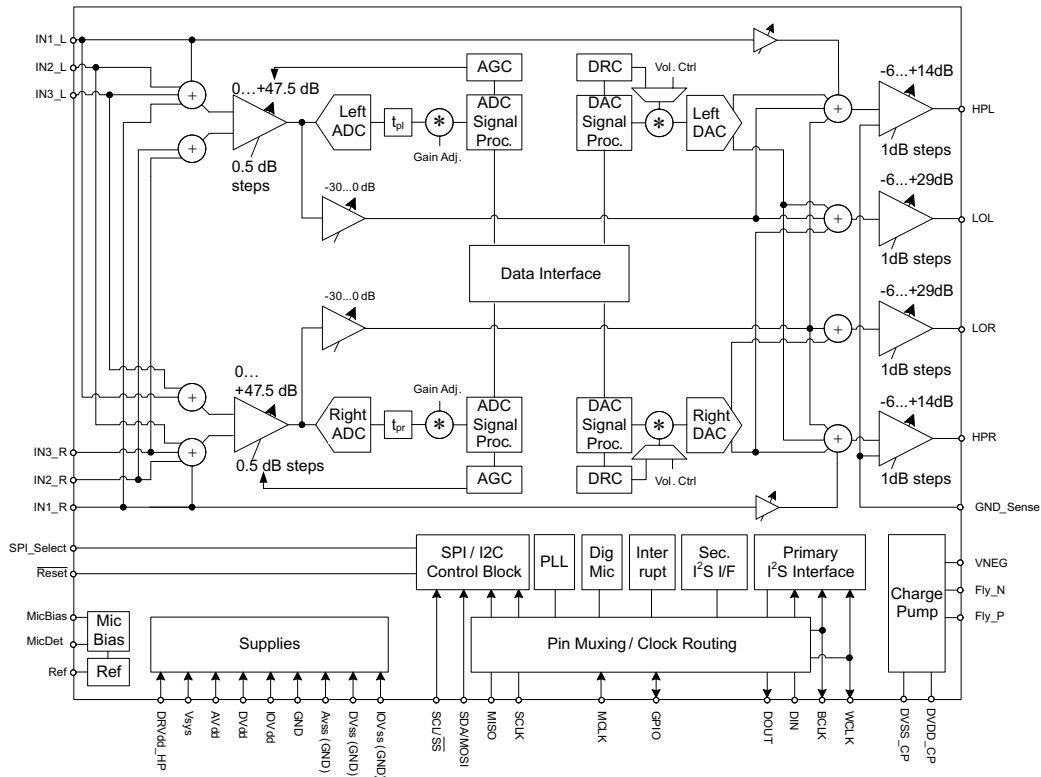 IN1_L
IN2_L
IN3_L
0…+47.5 dB
0.5 dB
steps
Left
ADC
tpl
*
Gain Adj.
AGC
ADC
Signal
Proc.
DRC
DAC
Signal
Proc.
Vol. Ctrl
*
Left
DAC
+
+
+
-6...+14dB
1dB steps
HPL
-30...0 dB
+
-6...+29dB
1dB steps
LOL
Data Interface
-30...0 dB
+
-6...+29dB
1dB steps
LOR
0…
+47.5 dB
0.5 dB steps
+
+
Right
ADC
tpr
Gain Adj.
*
ADC
Signal
Proc.
AGC
DAC
Signal
Proc.
DRC
*
Vol. Ctrl
Right
DAC
+
-6...+14dB
1dB steps
HPR
IN3_R
IN2_R
IN1_R
GND_Sense
SPI_Select
Reset
SPI / I2C
Control Block
PLL
Dig
Mic
Inter
rupt
Sec.
I2S I/F
Primary
I2S Interface
Charge
Pump
VNEG
Fly_N
Fly_P
MicBias
MicDet
Ref
Mic
Bias
Ref
Supplies
Pin Muxing / Clock Routing
DRVdd_HP
Vsys
AVdd
DVdd
IOVdd
GND
Avss (GND)
DVss (GND)
IOVss (GND)
SCL/SS
SDA/MOSI
MISO
SCLK
MCLK
GPIO
DOUT
DIN
BCLK
WCLK
DVSS_CP
DVDD_CP